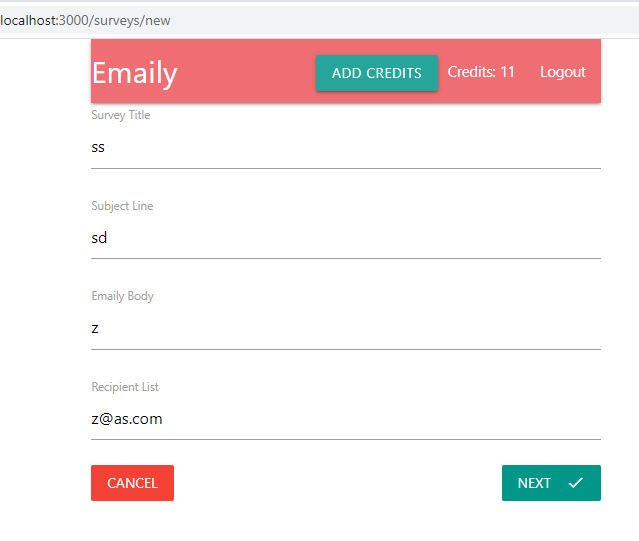 localhost:3000/surveys/new
Emaily ADD CREDITS Credits: 11 Logout
Survey Title
ss
Subject Line
sd
Emaily Body
z
Recipient List
z@as.com
CANCEL NEXT